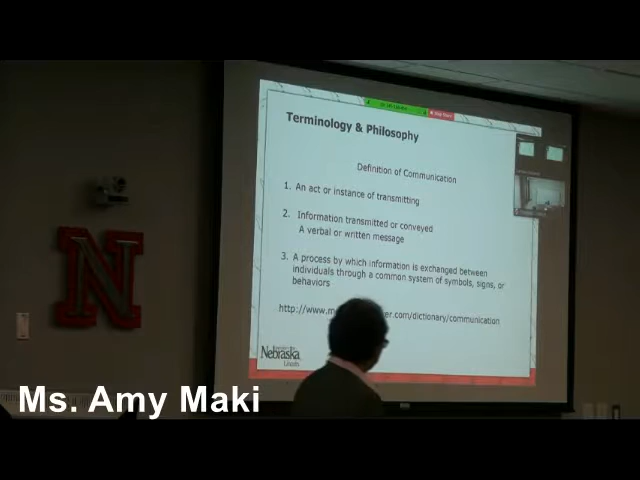 Terminology & Philosophy
Definition of Communication
1. An act or instance of transmitting
2. Information transmitted or conveyed
A verbal or written message
3. A process by which information is exchanged between
individuals through a common system of symbols, signs, or
behaviors
http://www.m er.com/dictionary/communication
N
Nebraska
Lincoln
Ms. Amy Maki